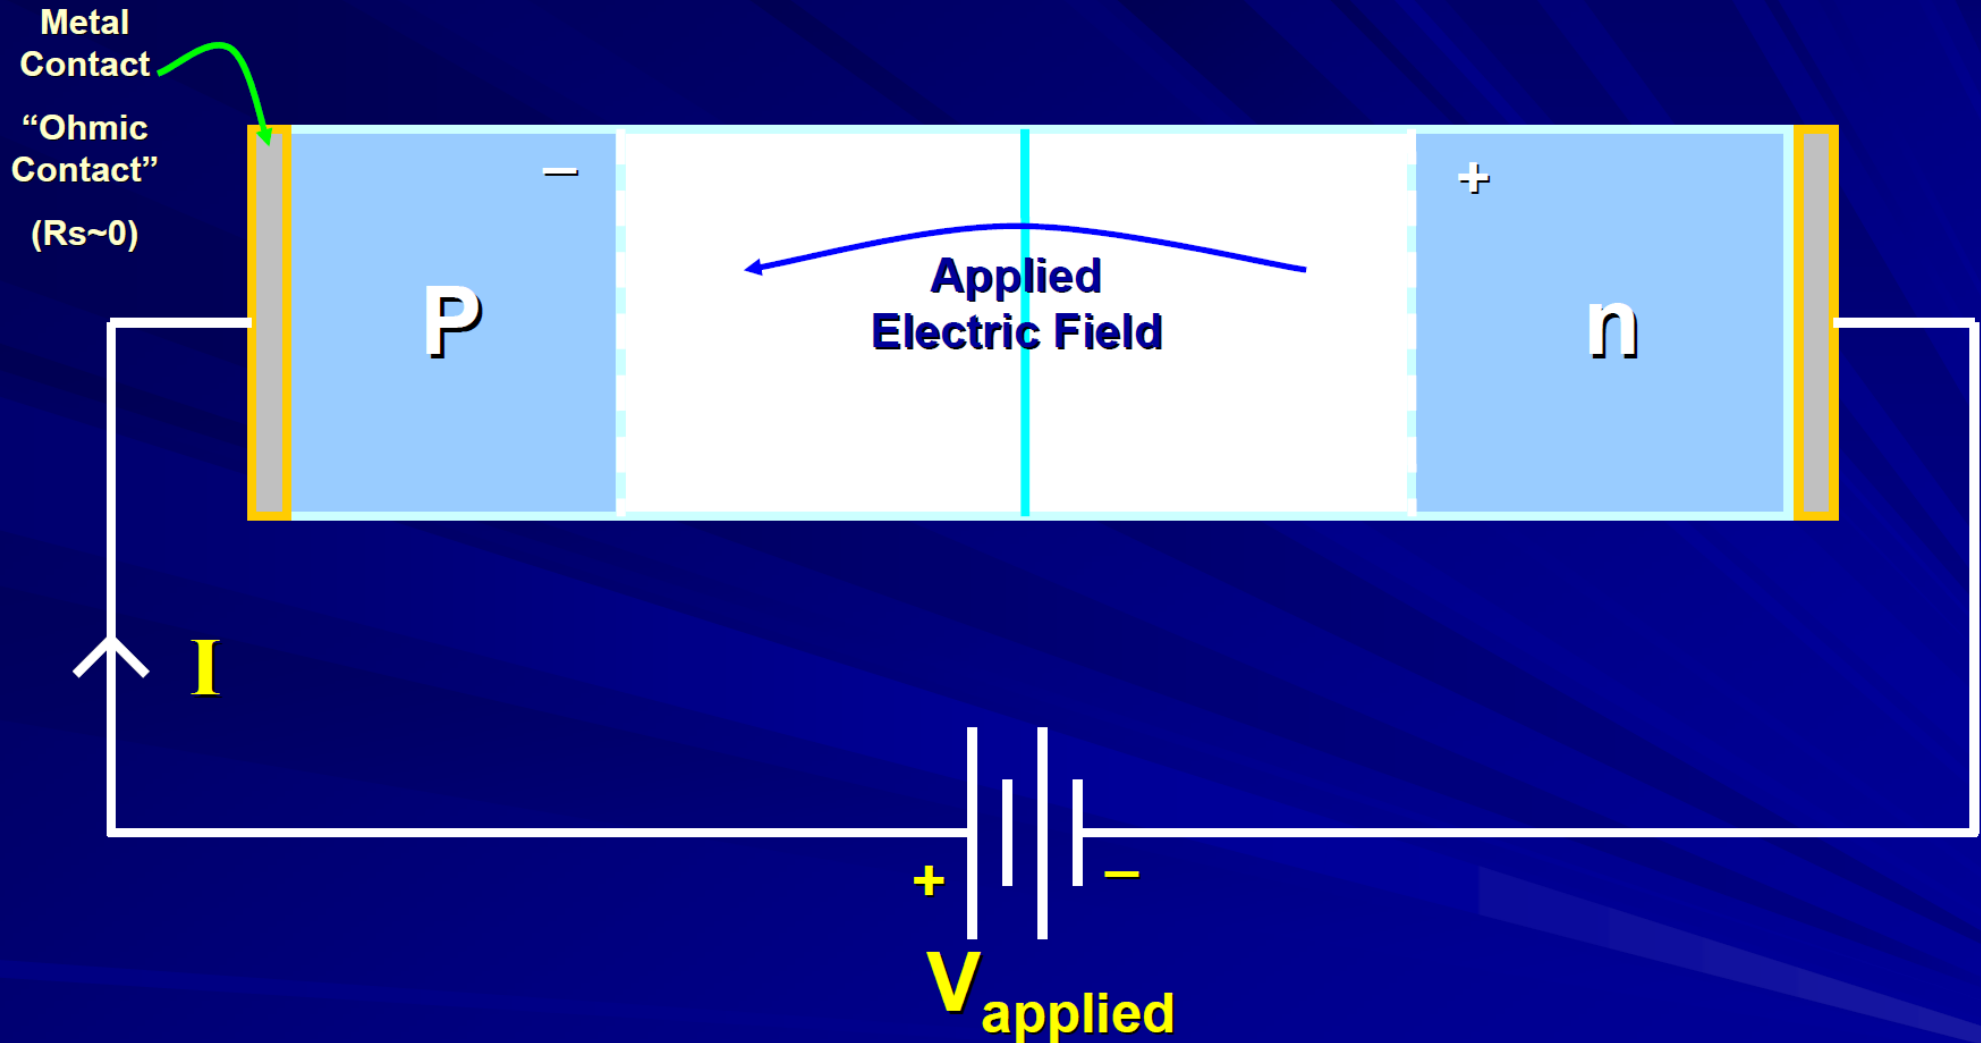 Metal
Contact
“Ohmic
Contact”
(Rs~0)
– +
P
Applied
Electric Field
n
I
+ –
Vapplied